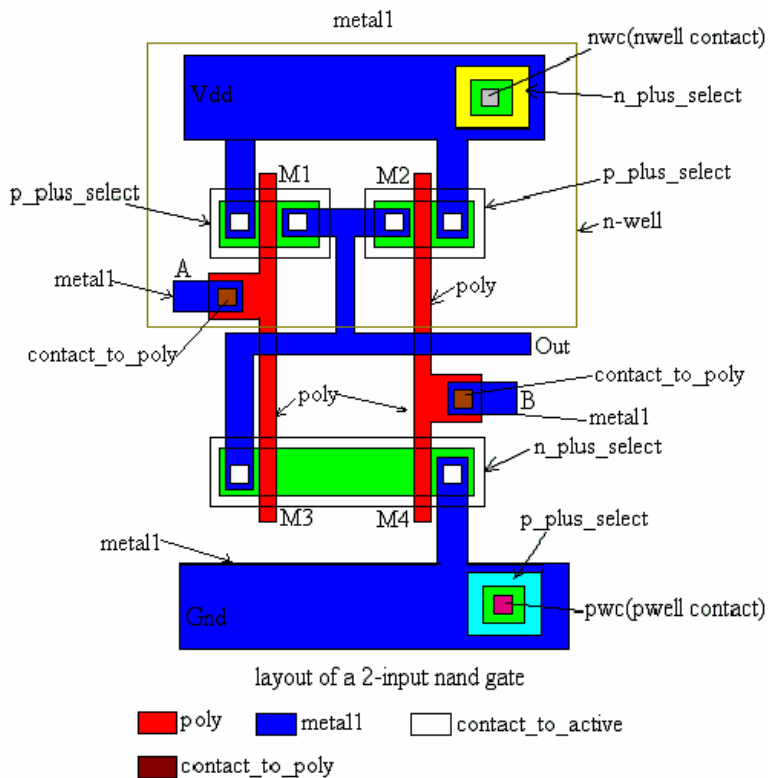 metal1
nwc(nwell contact)
Vdd
n_plus_select
M1
M2
p_plus_select
p_plus_select
n-well
A
metal1
poly
contact_to_poly
Out
contact_to_poly
poly
B
metal1
n_plus_select
M3
M4
p_plus_select
metal1
Gnd
pwc(pwell contact)
layout of a 2-input nand gate
poly
metal1
contact_to_active
contact_to_poly